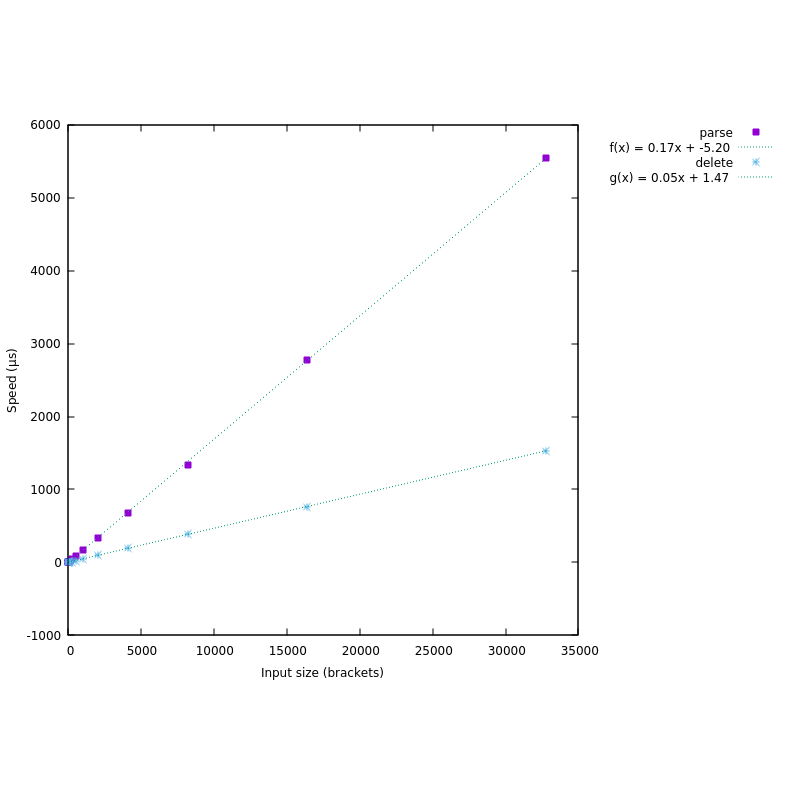 6000
5000
4000
3000
2000
1000
0
-1000
0 5000 10000 15000 20000 25000 30000 35000
Speed (µs)
Input size (brackets)
parse
f(x) = 0.17x + -5.20
delete
g(x) = 0.05x + 1.47